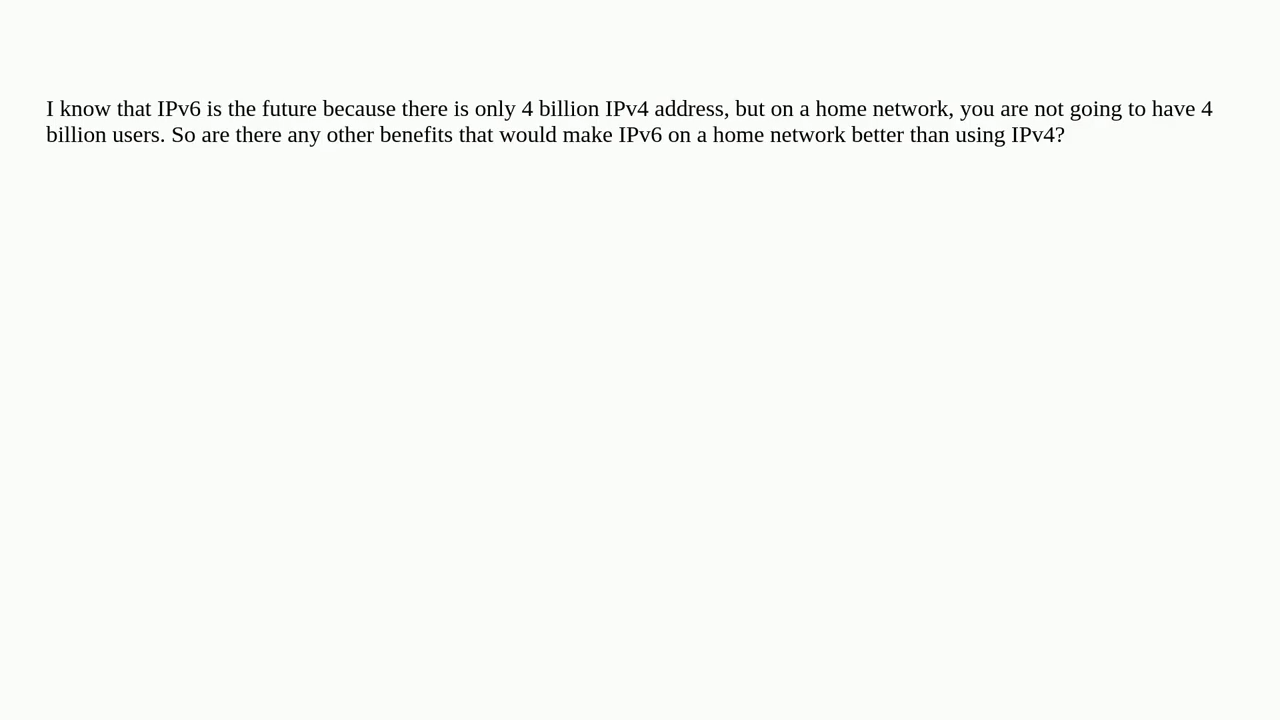 I know that IPv6 is the future because there is only 4 billion IPv4 address, but on a home network, you are not going to have 4
billion users. So are there any other benefits that would make IPv6 on a home network better than using IPv4?